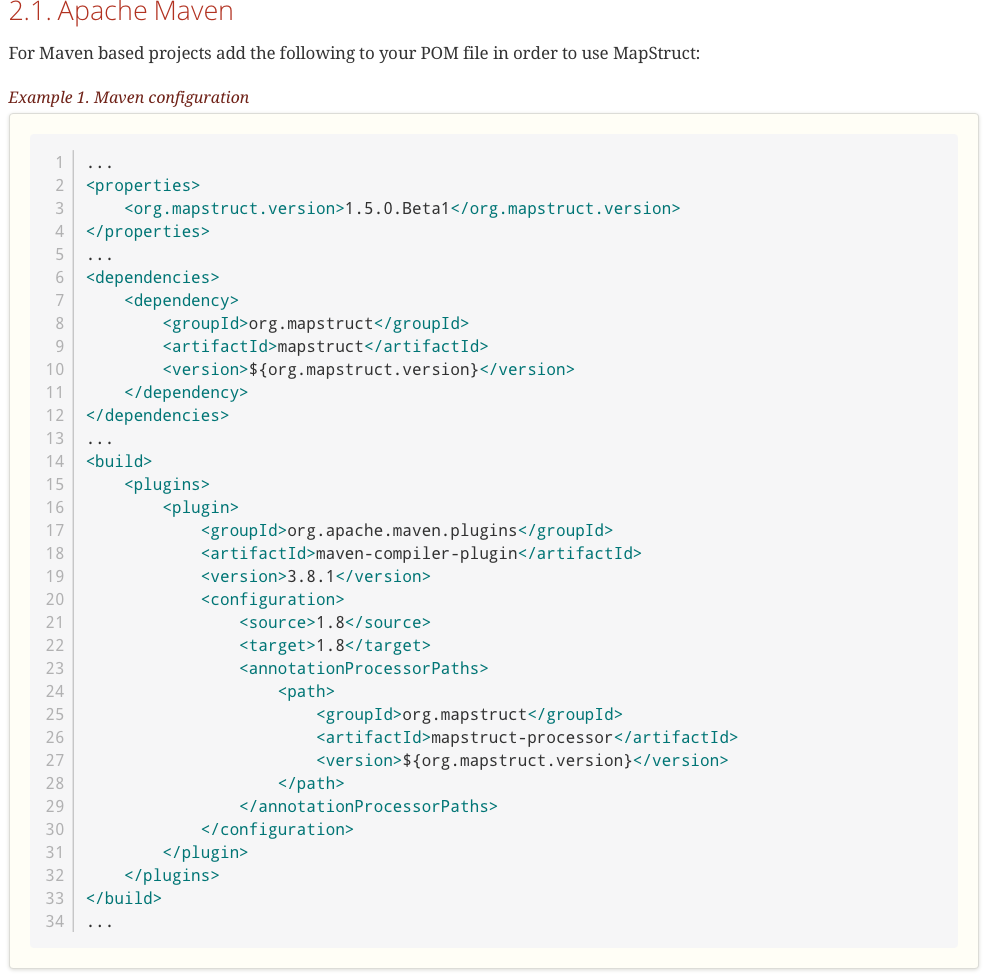 2.1. Apache Maven
For Maven based projects add the following to your POM file in order to use MapStruct:
Example 1. Maven configuration
1 ...
2 <properties>
3     <org.mapstruct.version>1.5.0.Beta1</org.mapstruct.version>
4 </properties>
5 ...
6 <dependencies>
7     <dependency>
8         <groupId>org.mapstruct</groupId>
9         <artifactId>mapstruct</artifactId>
10         <version>${org.mapstruct.version}</version>
11     </dependency>
12 </dependencies>
13 ...
14 <build>
15     <plugins>
16         <plugin>
17             <groupId>org.apache.maven.plugins</groupId>
18             <artifactId>maven-compiler-plugin</artifactId>
19             <version>3.8.1</version>
20             <configuration>
21                 <source>1.8</source>
22                 <target>1.8</target>
23                 <annotationProcessorPaths>
24                     <path>
25                         <groupId>org.mapstruct</groupId>
26                         <artifactId>mapstruct-processor</artifactId>
27                         <version>${org.mapstruct.version}</version>
28                     </path>
29                 </annotationProcessorPaths>
30             </configuration>
31         </plugin>
32     </plugins>
33 </build>
34 ...